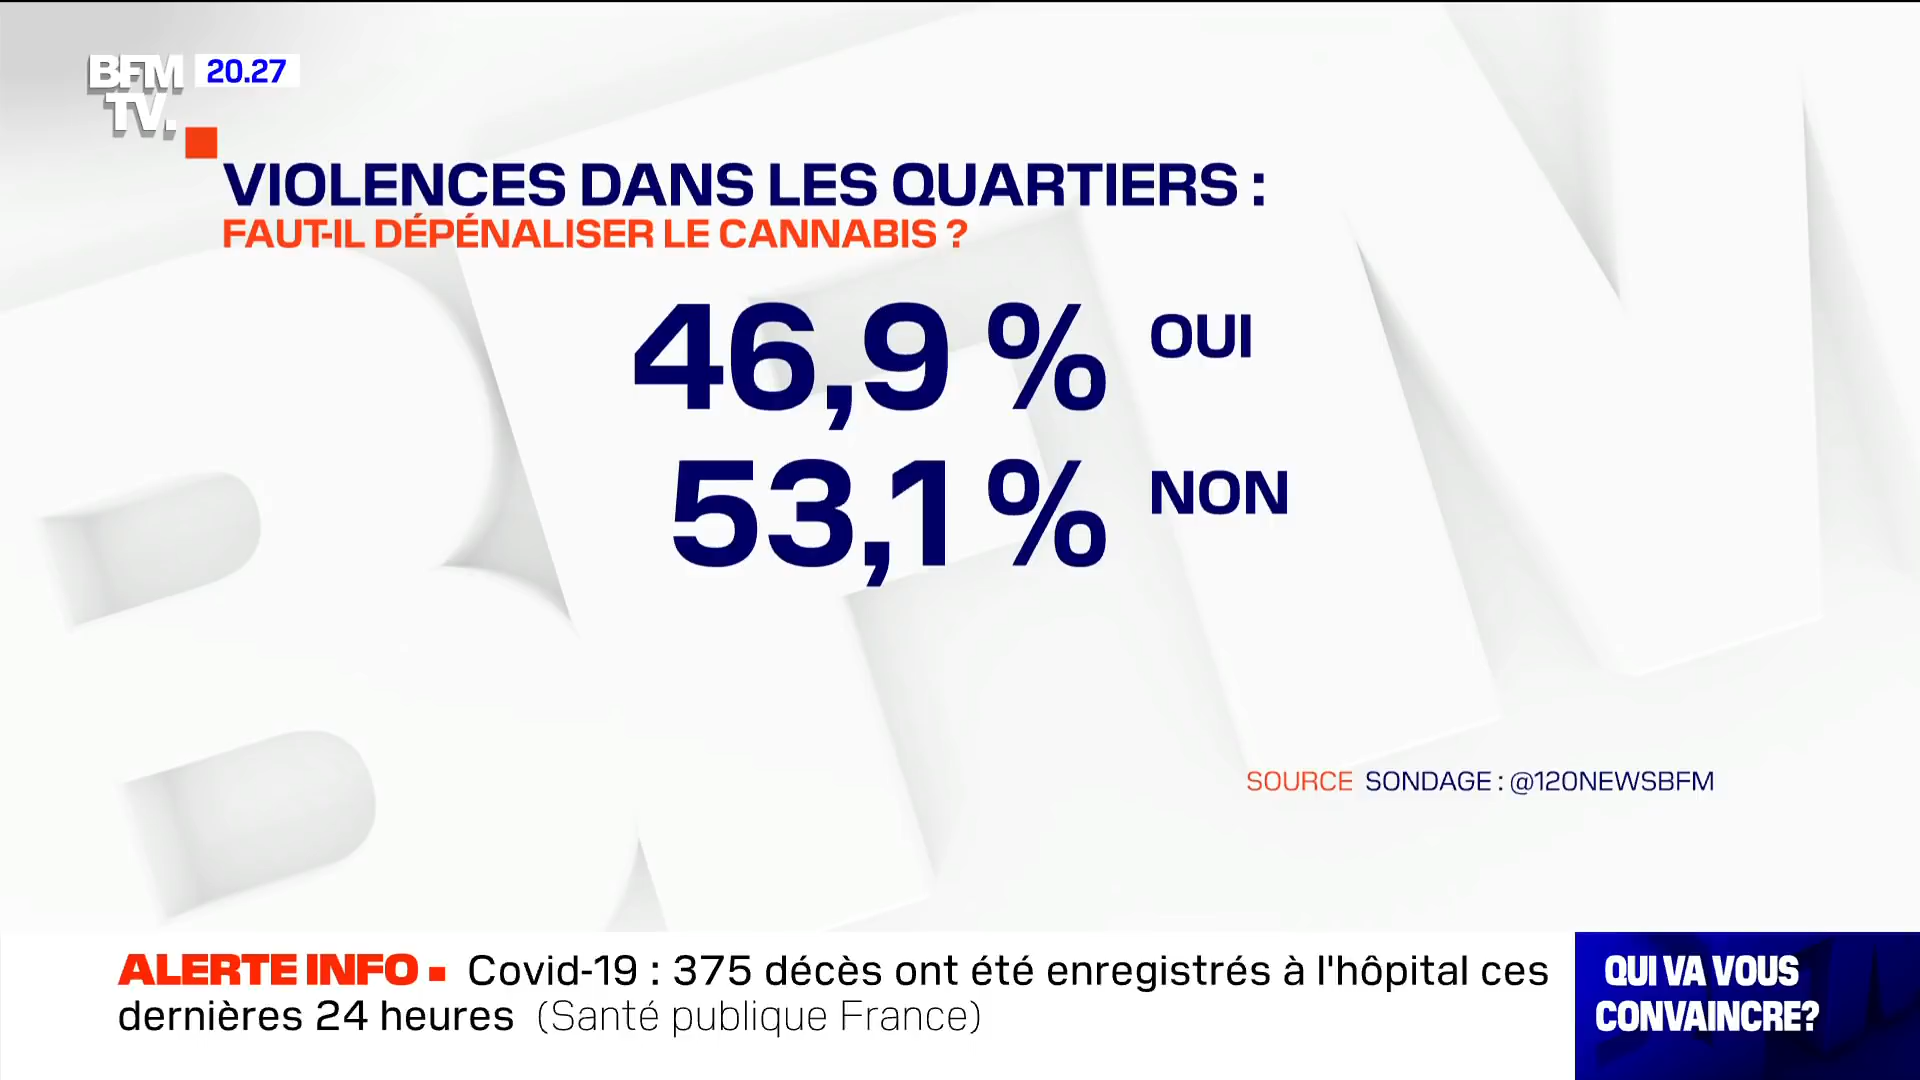 BFM
TV.
20.27
VIOLENCES DANS LES QUARTIERS :
FAUT-IL DÉPÉNALISER LE CANNABIS ?
46,9 % OUI
53,1 % NON
SOURCE SONDAGE : @120NEWSBFM
ALERTE INFO Covid-19 : 375 décès ont été enregistrés à l'hôpital ces
dernières 24 heures (Santé publique France)
QUI VA VOUS
CONVAINCRE?